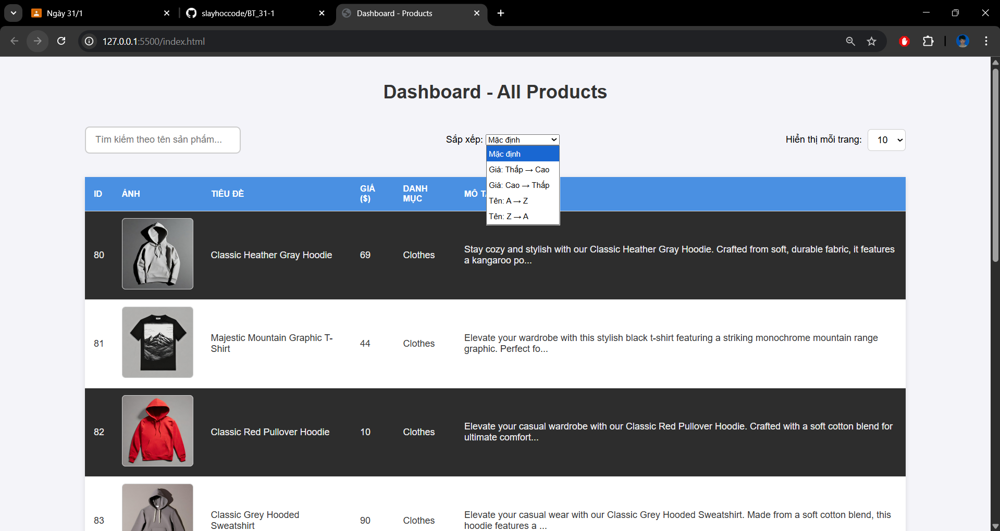 Ngày 31/1
slayhoccode/BT_31-1
Dashboard - Products
127.0.0.1:5500/index.html
Dashboard - All Products
Tìm kiếm theo tên sản phẩm...
Sắp xếp: Mặc định
Hiển thị mỗi trang: 10
Mặc định
Giá: Thấp → Cao
Giá: Cao → Thấp
Tên: A → Z
Tên: Z → A
ID
ẢNH
TIÊU ĐỀ
GIÁ
($)
DANH
MỤC
MÔ
80
Classic Heather Gray Hoodie
69
Clothes
Stay cozy and stylish with our Classic Heather Gray Hoodie. Crafted from soft, durable fabric, it features
a kangaroo po...
81
Majestic Mountain Graphic T-
Shirt
44
Clothes
Elevate your wardrobe with this stylish black t-shirt featuring a striking monochrome mountain range
graphic. Perfect fo...
82
Classic Red Pullover Hoodie
10
Clothes
Elevate your casual wardrobe with our Classic Red Pullover Hoodie. Crafted with a soft cotton blend for
ultimate comfort...
83
Classic Grey Hooded
Sweatshirt
90
Clothes
Elevate your casual wear with our Classic Grey Hooded Sweatshirt. Made from a soft cotton blend, this
hoodie features a ...